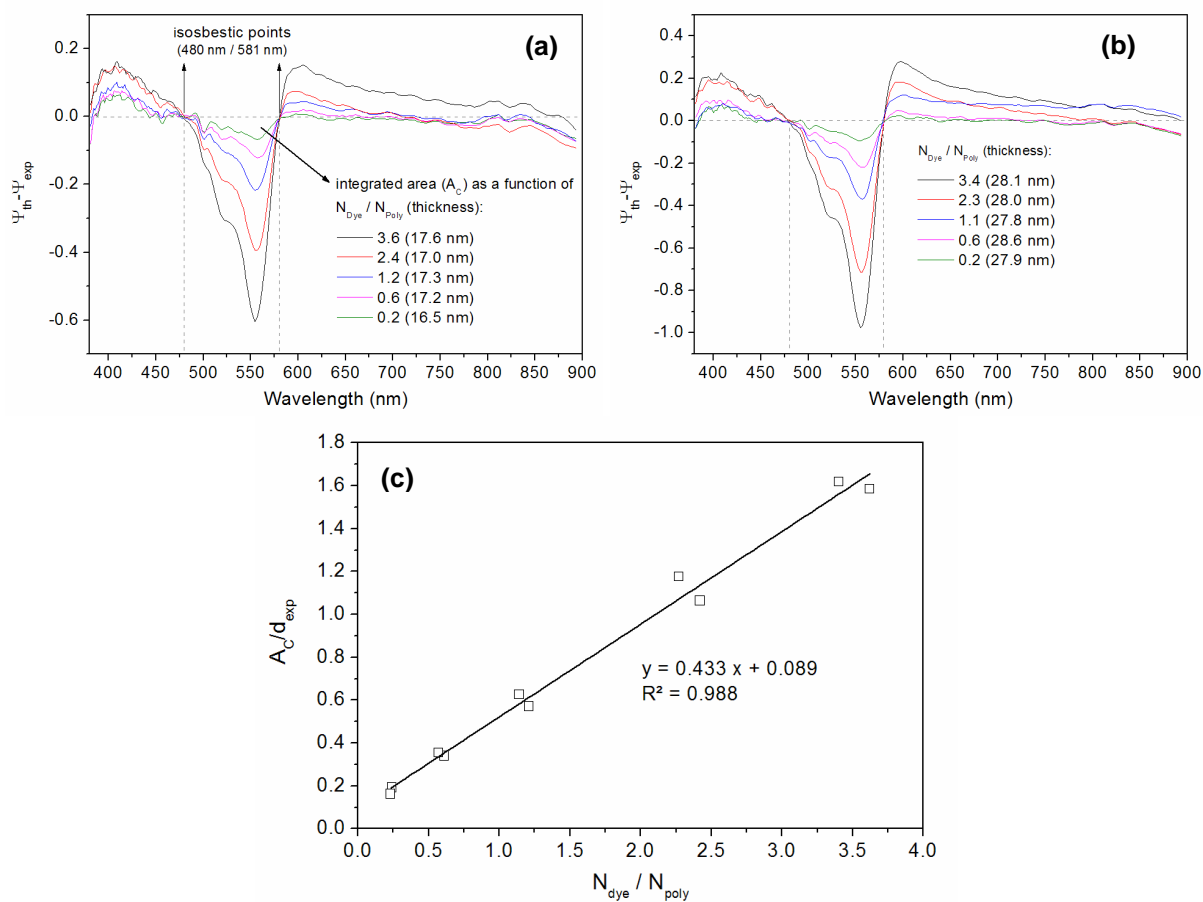 isosbestic points
(480 nm / 581 nm)
(a)
0.2
0.0
-0.2
-0.4
-0.6
Ψth-Ψexp
integrated area (AC) as a function of
NDye / NPoly (thickness):
3.6 (17.6 nm)
2.4 (17.0 nm)
1.2 (17.3 nm)
0.6 (17.2 nm)
0.2 (16.5 nm)
400 450 500 550 600 650 700 750 800 850 900
Wavelength (nm)
(b)
0.4
0.2
0.0
-0.2
-0.4
-0.6
-0.8
-1.0
Ψth-Ψexp
NDye / NPoly (thickness):
3.4 (28.1 nm)
2.3 (28.0 nm)
1.1 (27.8 nm)
0.6 (28.6 nm)
0.2 (27.9 nm)
400 450 500 550 600 650 700 750 800 850 900
Wavelength (nm)
(c)
1.8
1.6
1.4
1.2
1.0
0.8
0.6
0.4
0.2
0.0
AC/dexp
y = 0.433 x + 0.089
R² = 0.988
0.0 0.5 1.0 1.5 2.0 2.5 3.0 3.5 4.0
Ndye / Npoly